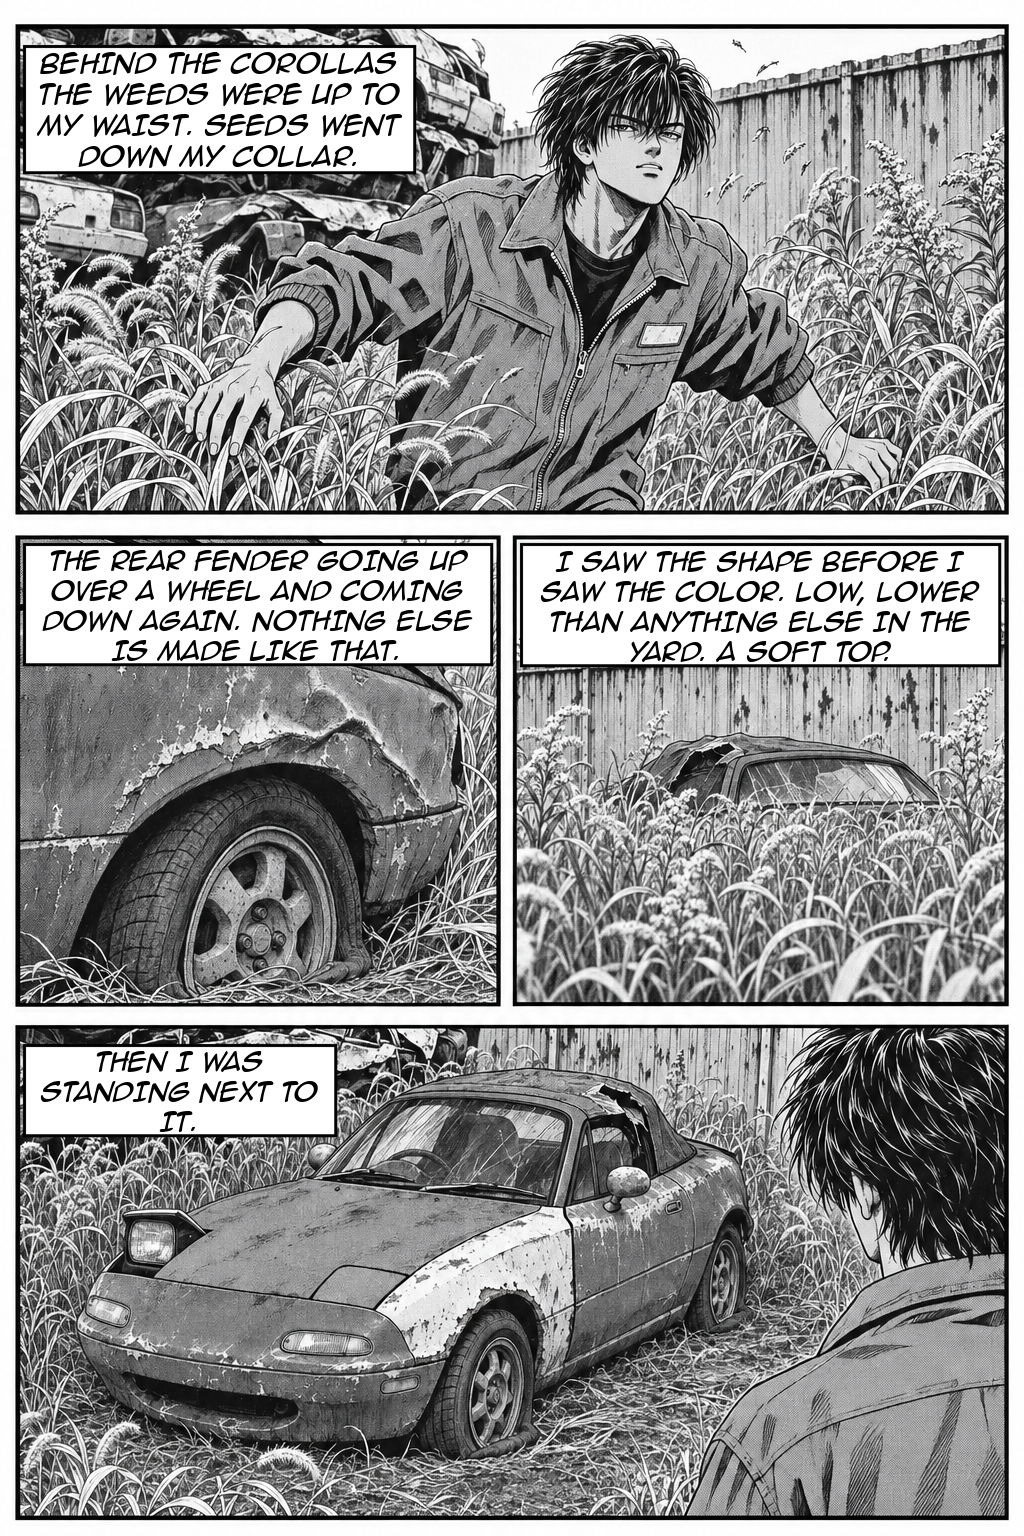 BEHIND THE COROLLAS
THE WEEDS WERE UP TO
MY WAIST. SEEDS WENT
DOWN MY COLLAR.
I SAW THE SHAPE BEFORE I
SAW THE COLOR. LOW, LOWER
THAN ANYTHING ELSE IN THE
YARD. A SOFT TOP.
THE REAR FENDER GOING UP
OVER A WHEEL AND COMING
DOWN AGAIN. NOTHING ELSE
IS MADE LIKE THAT.
THEN I WAS
STANDING NEXT TO
IT.